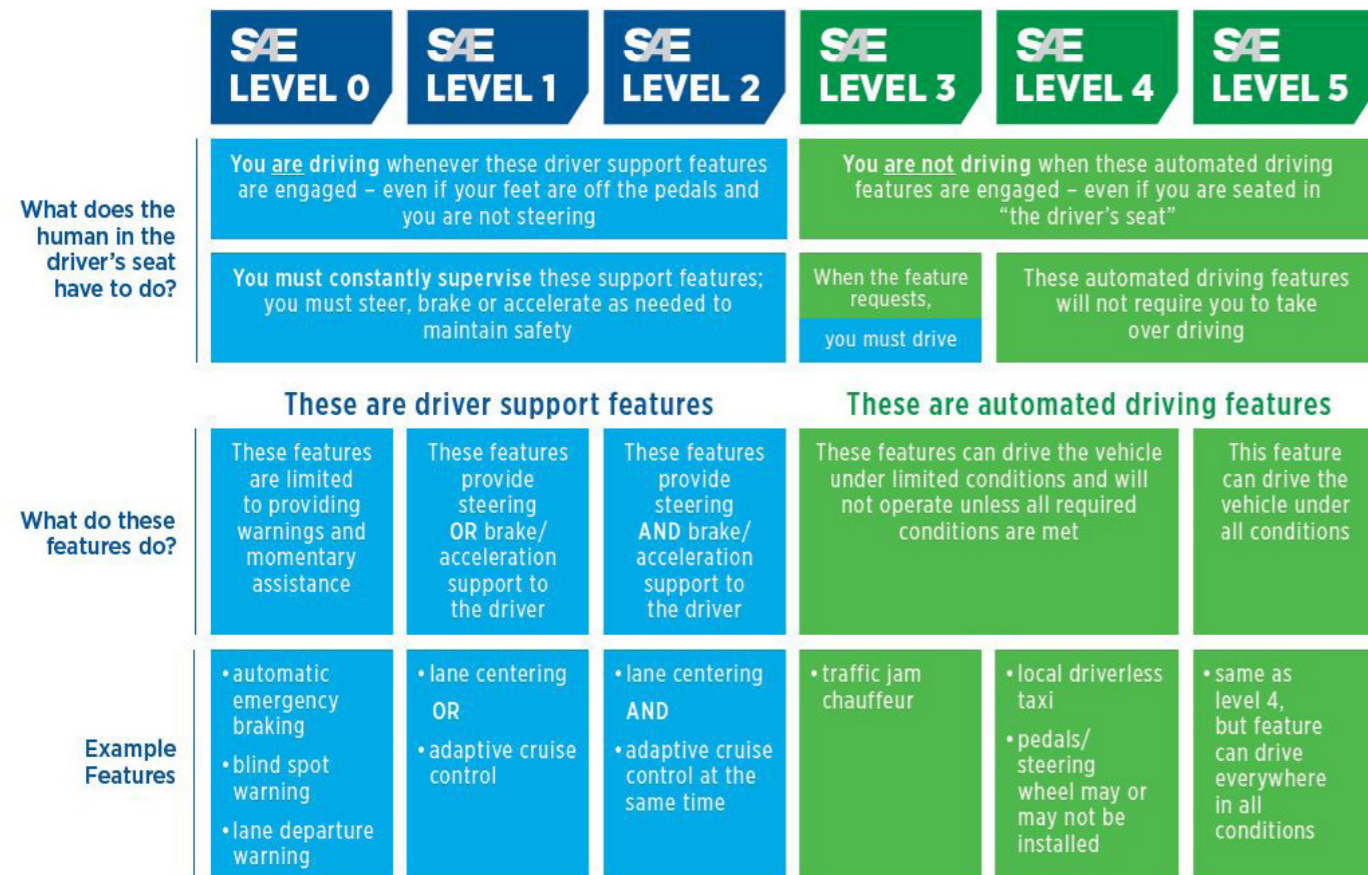 SAE
LEVEL 0
SAE
LEVEL 1
SAE
LEVEL 2
SAE
LEVEL 3
SAE
LEVEL 4
SAE
LEVEL 5
What does the
human in the
driver's seat
have to do?
You are driving whenever these driver support features
are engaged – even if your feet are off the pedals and
you are not steering
You are not driving when these automated driving
features are engaged – even if you are seated in
“the driver's seat”
You must constantly supervise these support features;
you must steer, brake or accelerate as needed to
maintain safety
When the feature
requests,
you must drive
These automated driving features
will not require you to take
over driving
These are driver support features
These are automated driving features
What do these
features do?
These features
are limited
to providing
warnings and
momentary
assistance
These features
provide
steering
OR brake/
acceleration
support to
the driver
These features
provide
steering
AND brake/
acceleration
support to
the driver
These features can drive the vehicle
under limited conditions and will
not operate unless all required
conditions are met
This feature
can drive the
vehicle under
all conditions
Example
Features
• automatic
emergency
braking
• blind spot
warning
• lane departure
warning
• lane centering
OR
• adaptive cruise
control
• lane centering
AND
• adaptive cruise
control at the
same time
• traffic jam
chauffeur
• local driverless
taxi
• pedals/
steering
wheel may or
may not be
installed
• same as
level 4,
but feature
can drive
everywhere
in all
conditions